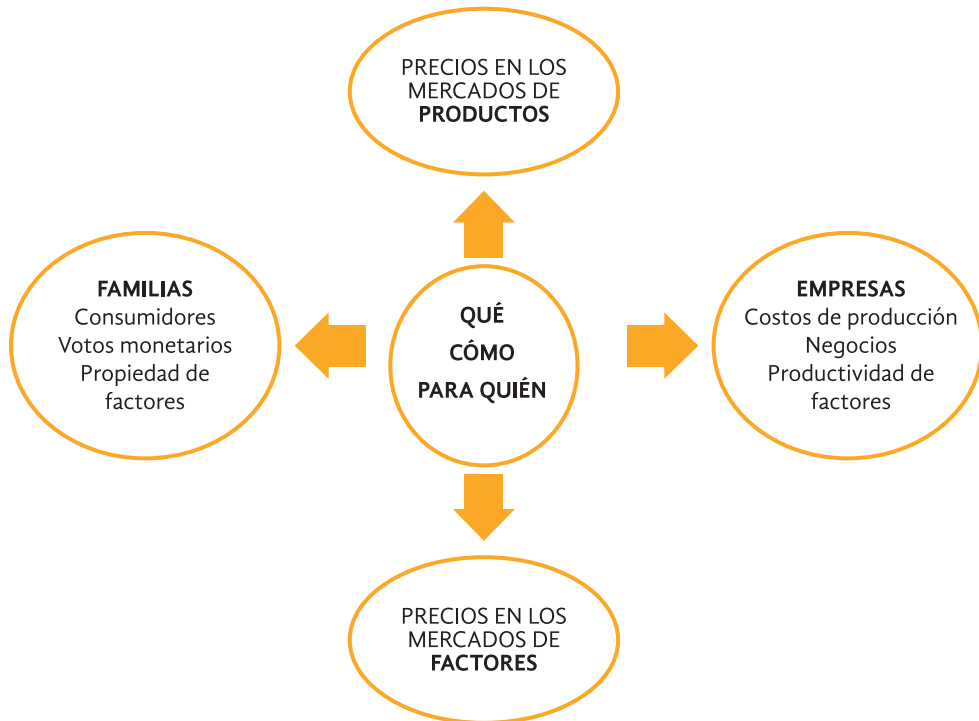 PRECIOS EN LOS
MERCADOS DE
PRODUCTOS
FAMILIAS
Consumidores
Votos monetarios
Propiedad de
factores
QUÉ
CÓMO
PARA QUIÉN
EMPRESAS
Costos de producción
Negocios
Productividad de
factores
PRECIOS EN LOS
MERCADOS DE
FACTORES